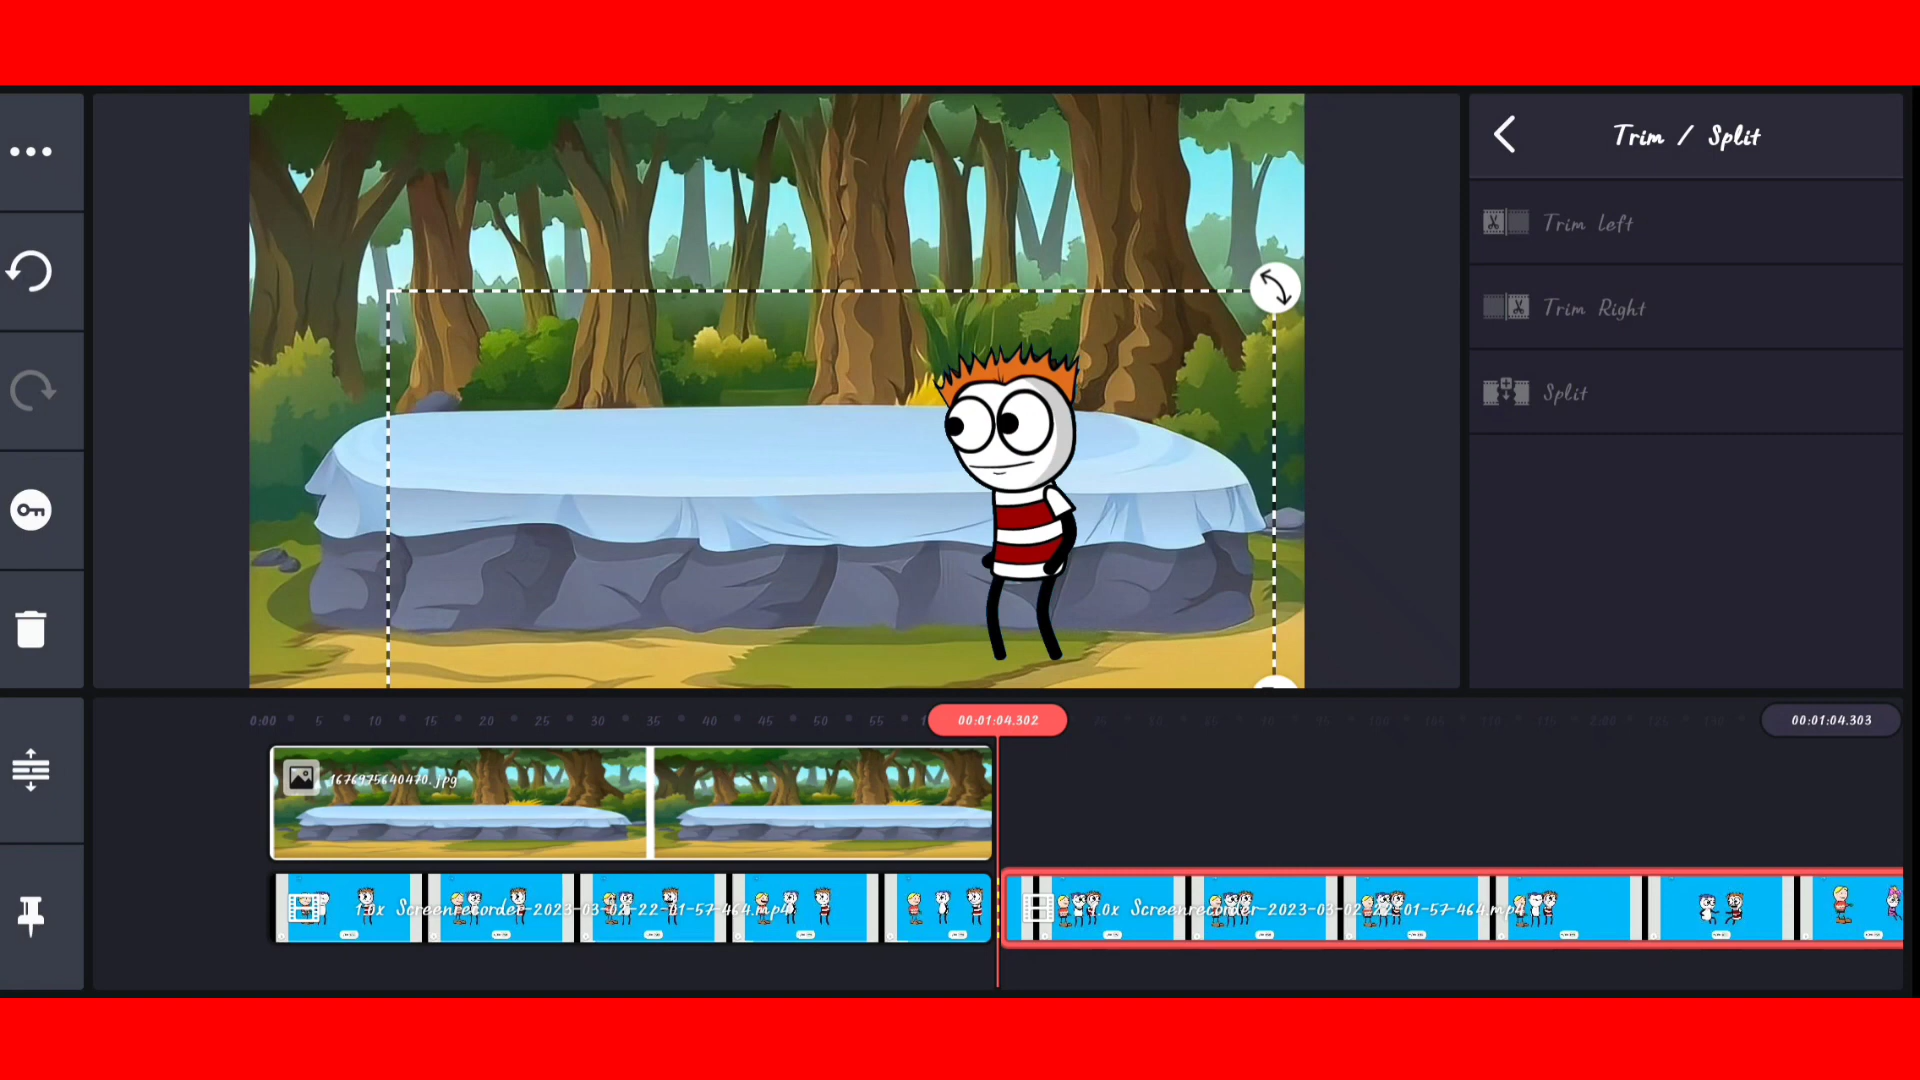 Trim / Split
Trim Left
Trim Right
Split
0:00 5 10 15 20 25 30 35 40 45 50 55
00:01:04.302
00:01:04.303
1676975640470.jpg
1.0x Screenrecorder-2023-03-02-22-01-57-464.mp4
1.0x Screenrecorder-2023-03-02-22-01-57-464.mp4